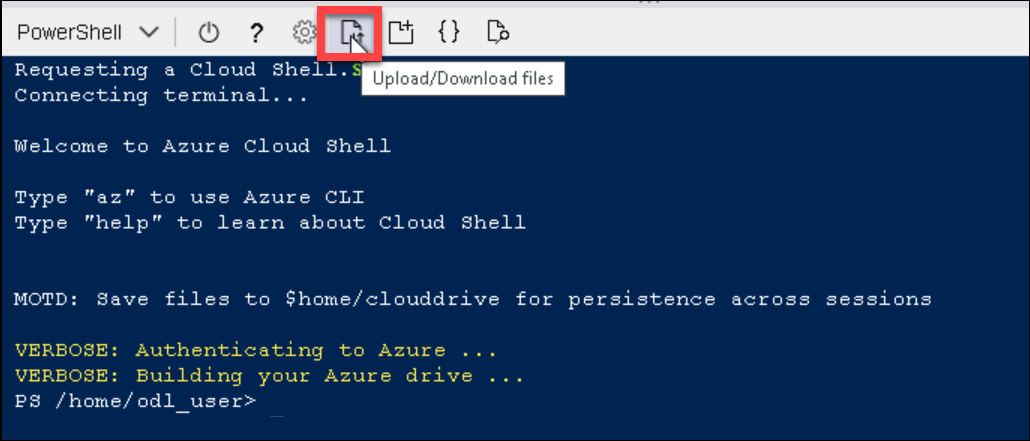 PowerShell
?
{}
Requesting a Cloud Shell.S
Upload/Download files
Connecting terminal...
Welcome to Azure Cloud Shell
Type "az" to use Azure CLI
Type "help" to learn about Cloud Shell
MOTD: Save files to $home/clouddrive for persistence across sessions
VERBOSE: Authenticating to Azure ...
VERBOSE: Building your Azure drive ...
PS /home/odl_user> _